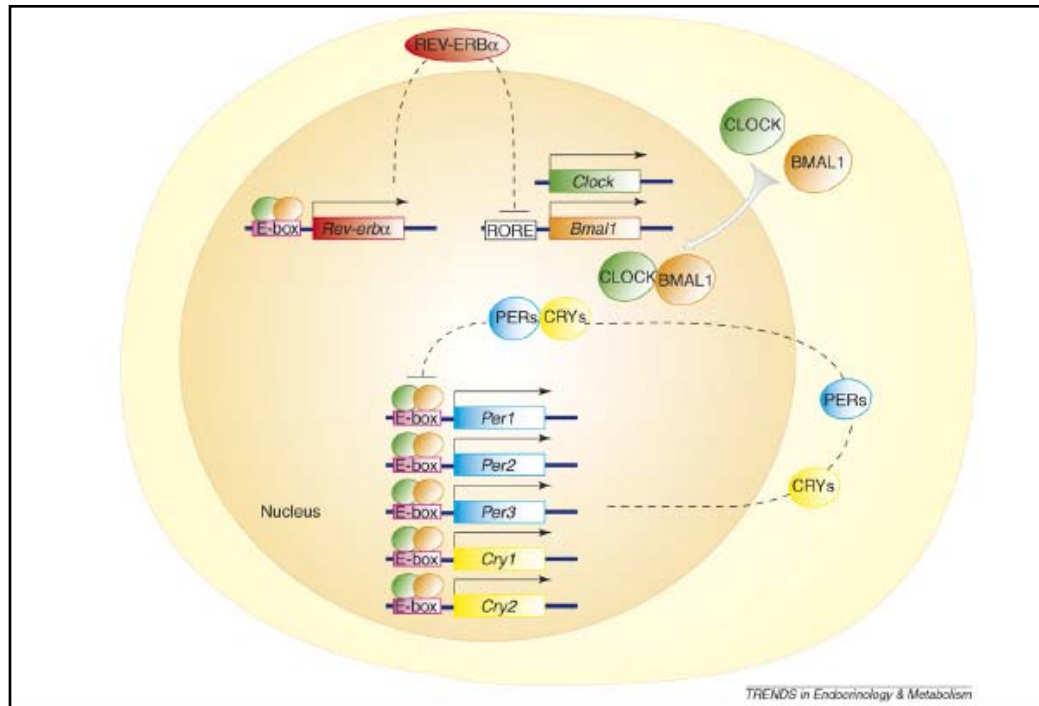 REV-ERBα
CLOCK
BMAL1
Clock
E-box
Rev-erbα
RORE
Bmal1
CLOCK
BMAL1
PERs
CRYs
E-box
Per1
PERs
E-box
Per2
CRYs
Nucleus
E-box
Per3
E-box
Cry1
E-box
Cry2
TRENDS in Endocrinology & Metabolism